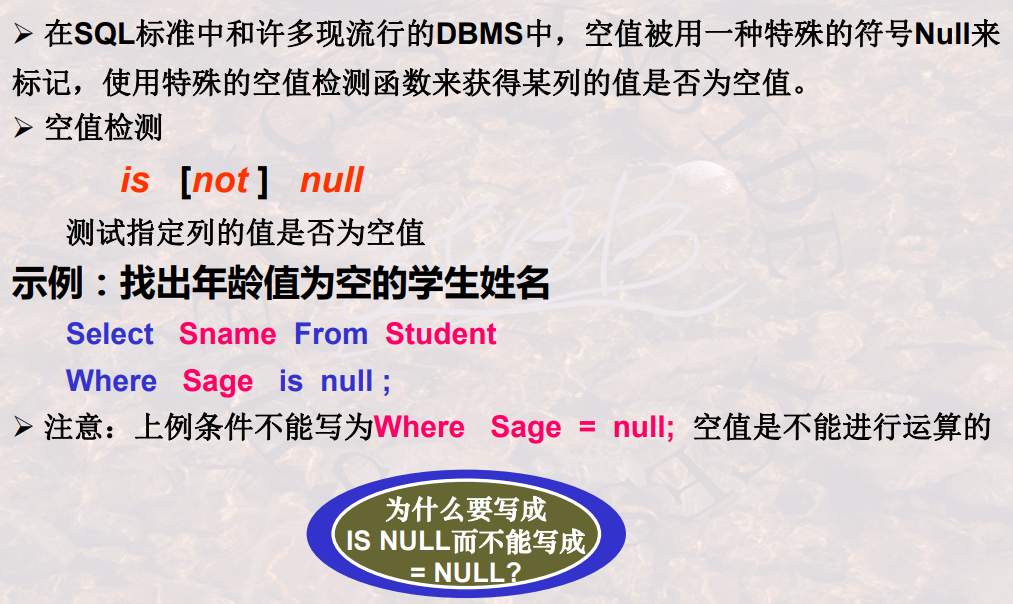 ➢ 在SQL标准中和许多现流行的DBMS中，空值被用一种特殊的符号Null来
标记，使用特殊的空值检测函数来获得某列的值是否为空值。
➢ 空值检测
is [not ] null
测试指定列的值是否为空值
示例：找出年龄值为空的学生姓名
Select Sname From Student
Where Sage is null ;
➢ 注意：上例条件不能写为Where Sage = null; 空值是不能进行运算的
为什么要写成
IS NULL而不能写成
= NULL?